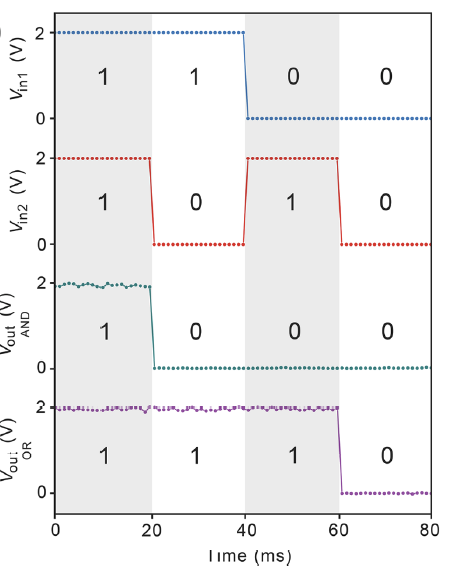 Vin1 (V)
2
0
1 1 0 0
Vin2 (V)
2
0
1 0 1 0
Vout AND (V)
2
0
1 0 0 0
Vout OR (V)
2
0
1 1 1 0
0 20 40 60 80
Time (ms)